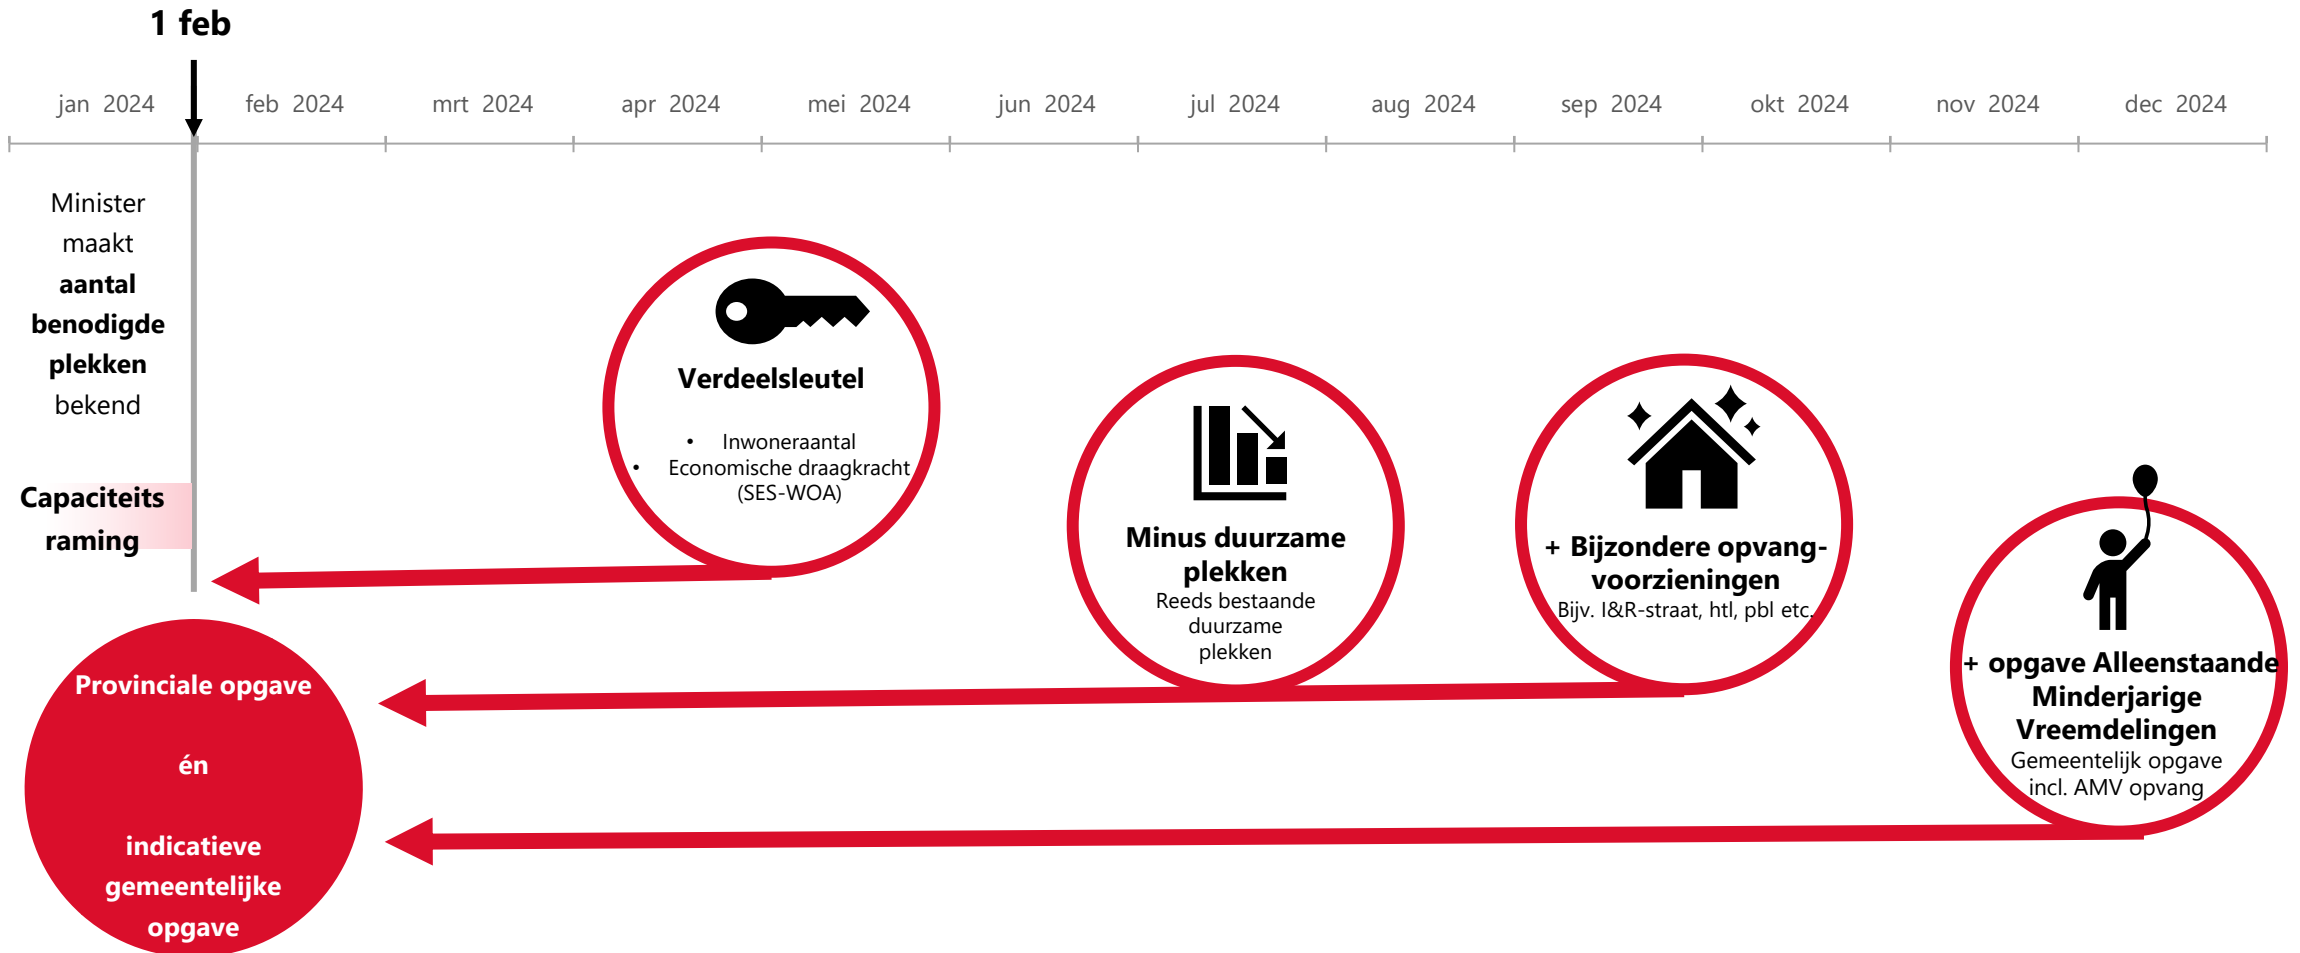 1 feb
jan 2024
feb 2024
mrt 2024
apr 2024
mei 2024
jun 2024
jul 2024
aug 2024
sep 2024
okt 2024
nov 2024
dec 2024
Minister
maakt
aantal
benodigde
plekken
bekend
Capaciteits
raming
Verdeelsleutel
• Inwoneraantal
• Economische draagkracht
(SES-WOA)
Minus duurzame
plekken
Reeds bestaande
duurzame
plekken
+ Bijzondere opvang-
voorzieningen
Bijv. I&R-straat, htl, pbl etc.
+ opgave Alleenstaande
Minderjarige
Vreemdelingen
Gemeentelijk opgave
incl. AMV opvang
Provinciale opgave
én
indicatieve
gemeentelijke
opgave